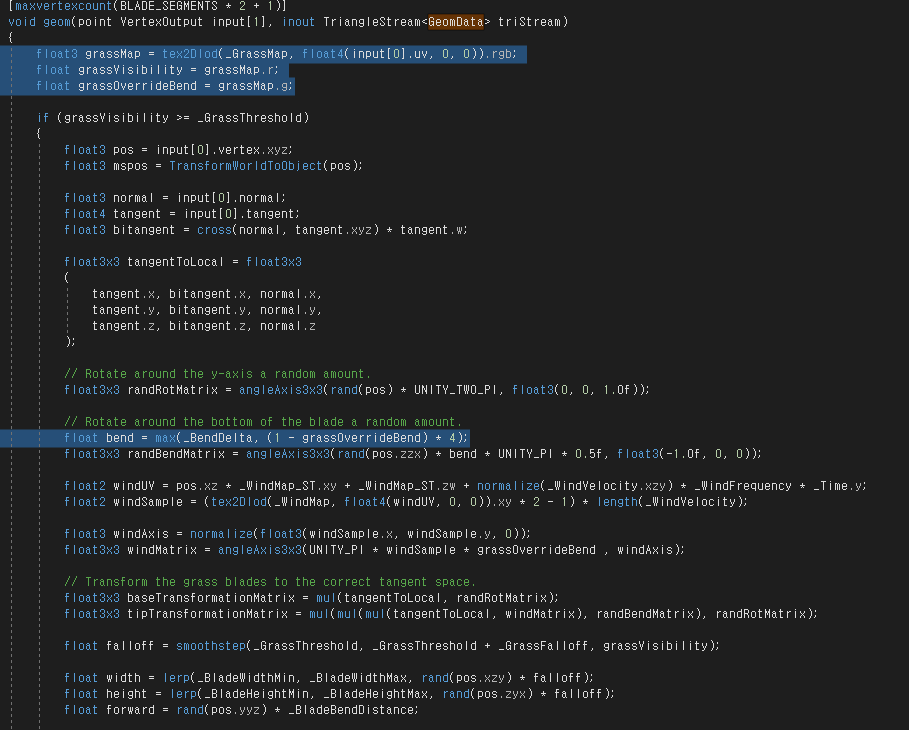 [maxvertexcount(BLADE_SEGMENTS * 2 + 1)]
void geom(point VertexOutput input[1], inout TriangleStream<GeomData> triStream)
{
float3 grassMap = tex2Dlod(_GrassMap, float4(input[0].uv, 0, 0)).rgb;
float grassVisibility = grassMap.r;
float grassOverrideBend = grassMap.g;
if (grassVisibility >= _GrassThreshold)
{
float3 pos = input[0].vertex.xyz;
float3 mspos = TransformWorldToObject(pos);
float3 normal = input[0].normal;
float4 tangent = input[0].tangent;
float3 bitangent = cross(normal, tangent.xyz) * tangent.w;
float3x3 tangentToLocal = float3x3
(
tangent.x, bitangent.x, normal.x,
tangent.y, bitangent.y, normal.y,
tangent.z, bitangent.z, normal.z
);
// Rotate around the y-axis a random amount.
float3x3 randRotMatrix = angleAxis3x3(rand(pos) * UNITY_TWO_PI, float3(0, 0, 1.0f));
// Rotate around the bottom of the blade a random amount.
float bend = max(_BendDelta, (1 - grassOverrideBend) * 4);
float3x3 randBendMatrix = angleAxis3x3(rand(pos.zzx) * bend * UNITY_PI * 0.5f, float3(-1.0f, 0, 0));
float2 windUV = pos.xz * _WindMap_ST.xy + _WindMap_ST.zw + normalize(_WindVelocity.xzy) * _WindFrequency * _Time.y;
float2 windSample = (tex2Dlod(_WindMap, float4(windUV, 0, 0)).xy * 2 - 1) * length(_WindVelocity);
float3 windAxis = normalize(float3(windSample.x, windSample.y, 0));
float3x3 windMatrix = angleAxis3x3(UNITY_PI * windSample * grassOverrideBend , windAxis);
// Transform the grass blades to the correct tangent space.
float3x3 baseTransformationMatrix = mul(tangentToLocal, randRotMatrix);
float3x3 tipTransformationMatrix = mul(mul(mul(tangentToLocal, windMatrix), randBendMatrix), randRotMatrix);
float falloff = smoothstep(_GrassThreshold, _GrassThreshold + _GrassFalloff, grassVisibility);
float width = lerp(_BladeWidthMin, _BladeWidthMax, rand(pos.xzy) * falloff);
float height = lerp(_BladeHeightMin, _BladeHeightMax, rand(pos.zyx) * falloff);
float forward = rand(pos.yyz) * _BladeBendDistance;